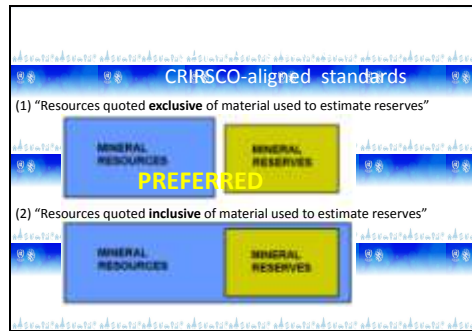 CRIRSCO-aligned standards
(1) “Resources quoted exclusive of material used to estimate reserves”
MINERAL
RESOURCES
MINERAL
RESERVES
PREFERRED
(2) “Resources quoted inclusive of material used to estimate reserves”
MINERAL
RESOURCES
MINERAL
RESERVES